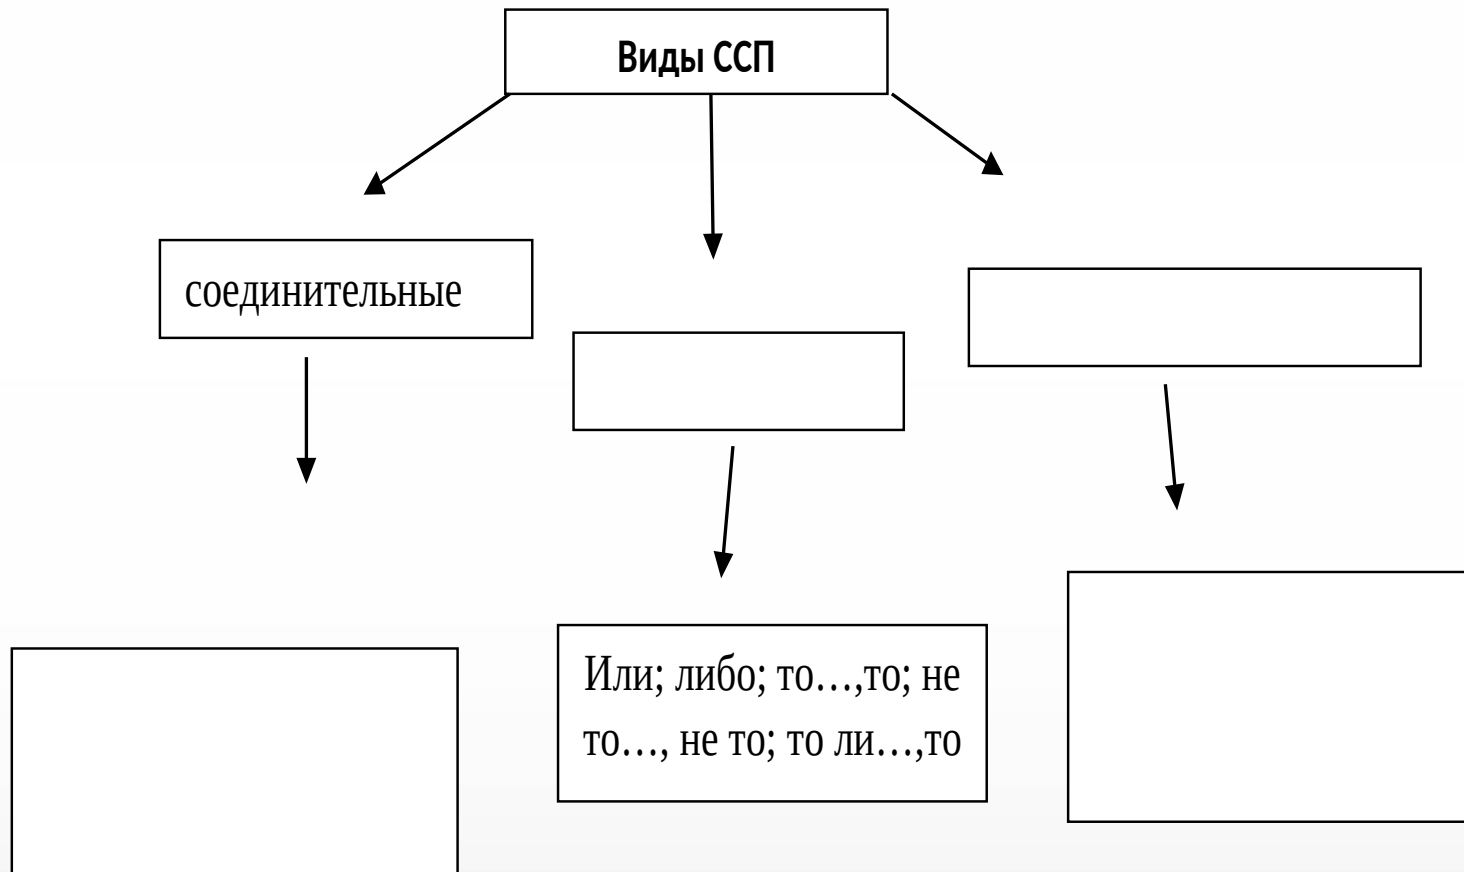 Виды ССП
соединительные
Или; либо; то…,то; не
то…, не то; то ли…,то